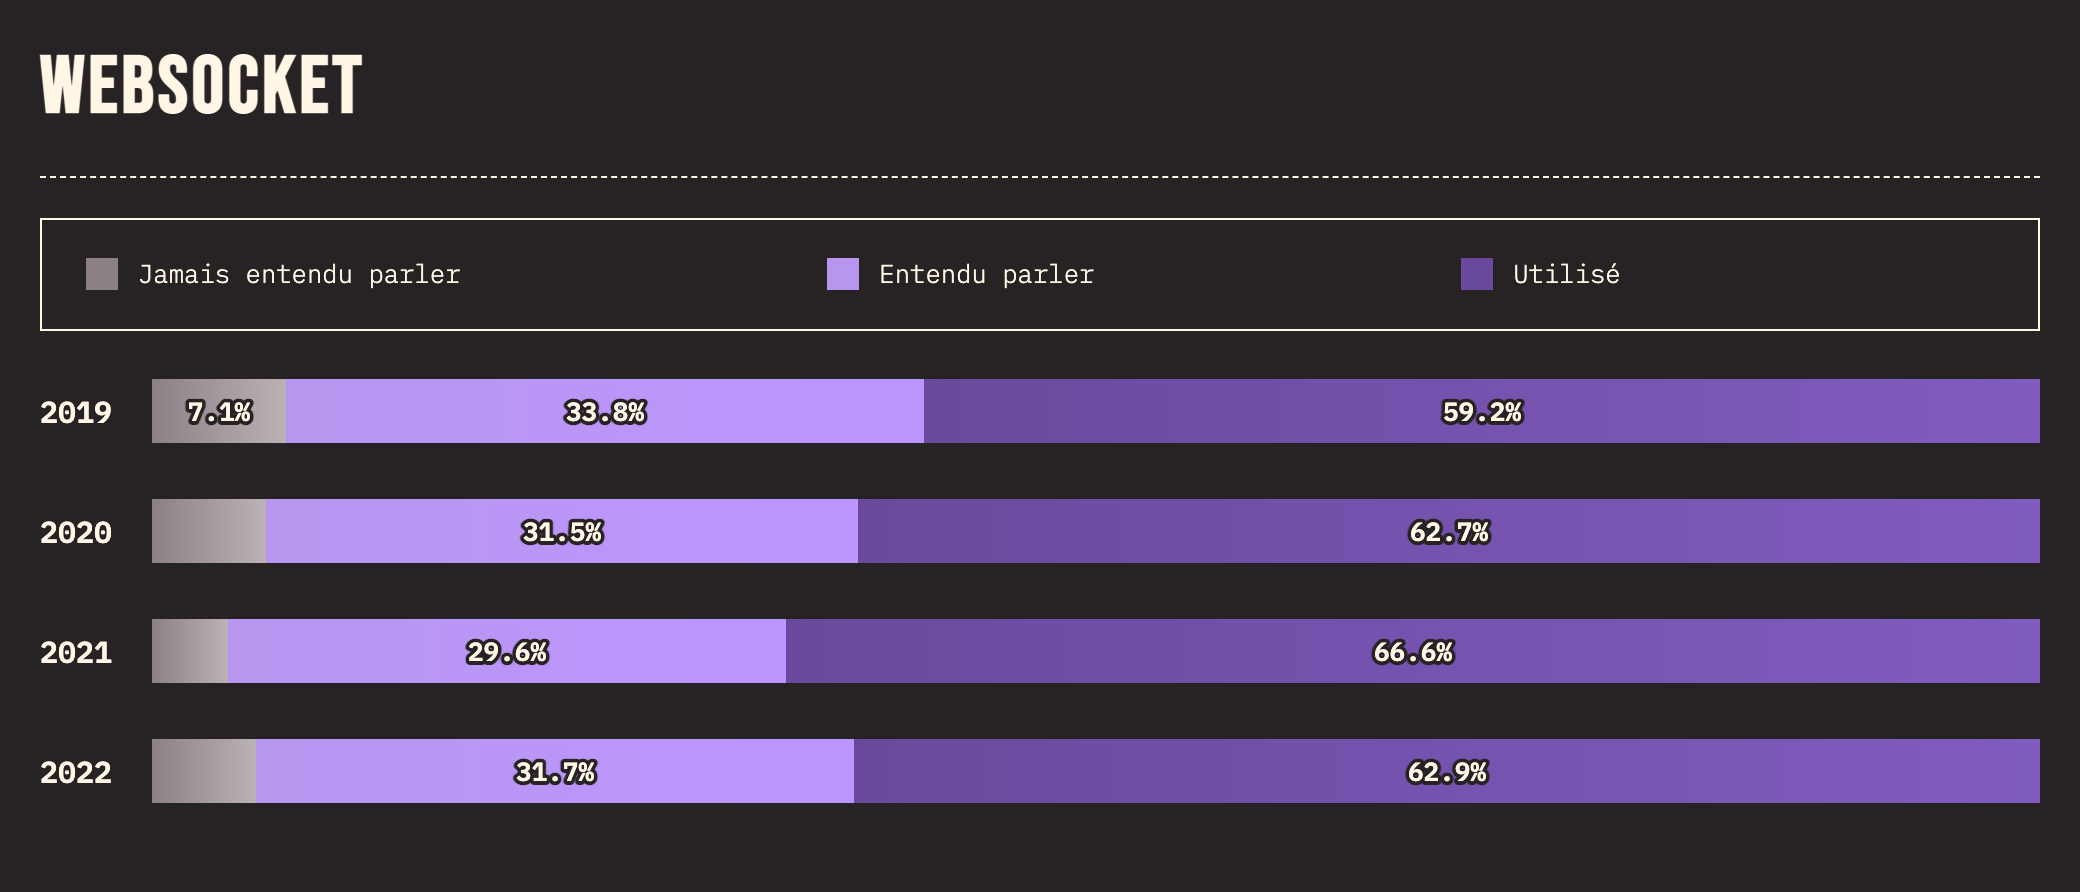 WEBSOCKET
Jamais entendu parler Entendu parler Utilisé
2019 7.1% 33.8% 59.2%
2020 31.5% 62.7%
2021 29.6% 66.6%
2022 31.7% 62.9%